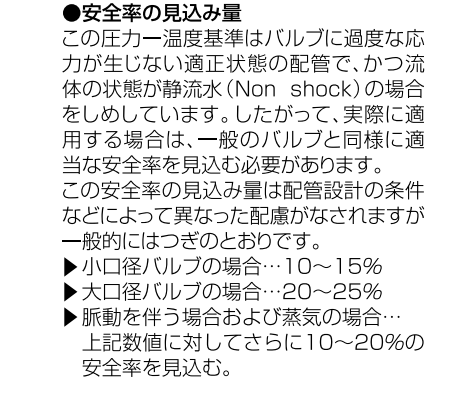 ●安全率の見込み量
この圧力ー温度基準はバルブに過度な応
力が生じない適正状態の配管で、かつ流
体の状態が静流水（Non shock）の場合
をしめしています。したがって、実際に適
用する場合は、一般のバルブと同様に適
当な安全率を見込む必要があります。
この安全率の見込み量は配管設計の条件
などによって異なった配慮がなされますが
一般的にはつぎのとおりです。
▶小口径バルブの場合…10〜15%
▶大口径バルブの場合…20〜25%
▶脈動を伴う場合および蒸気の場合…
上記数値に対してさらに10〜20%の
安全率を見込む。